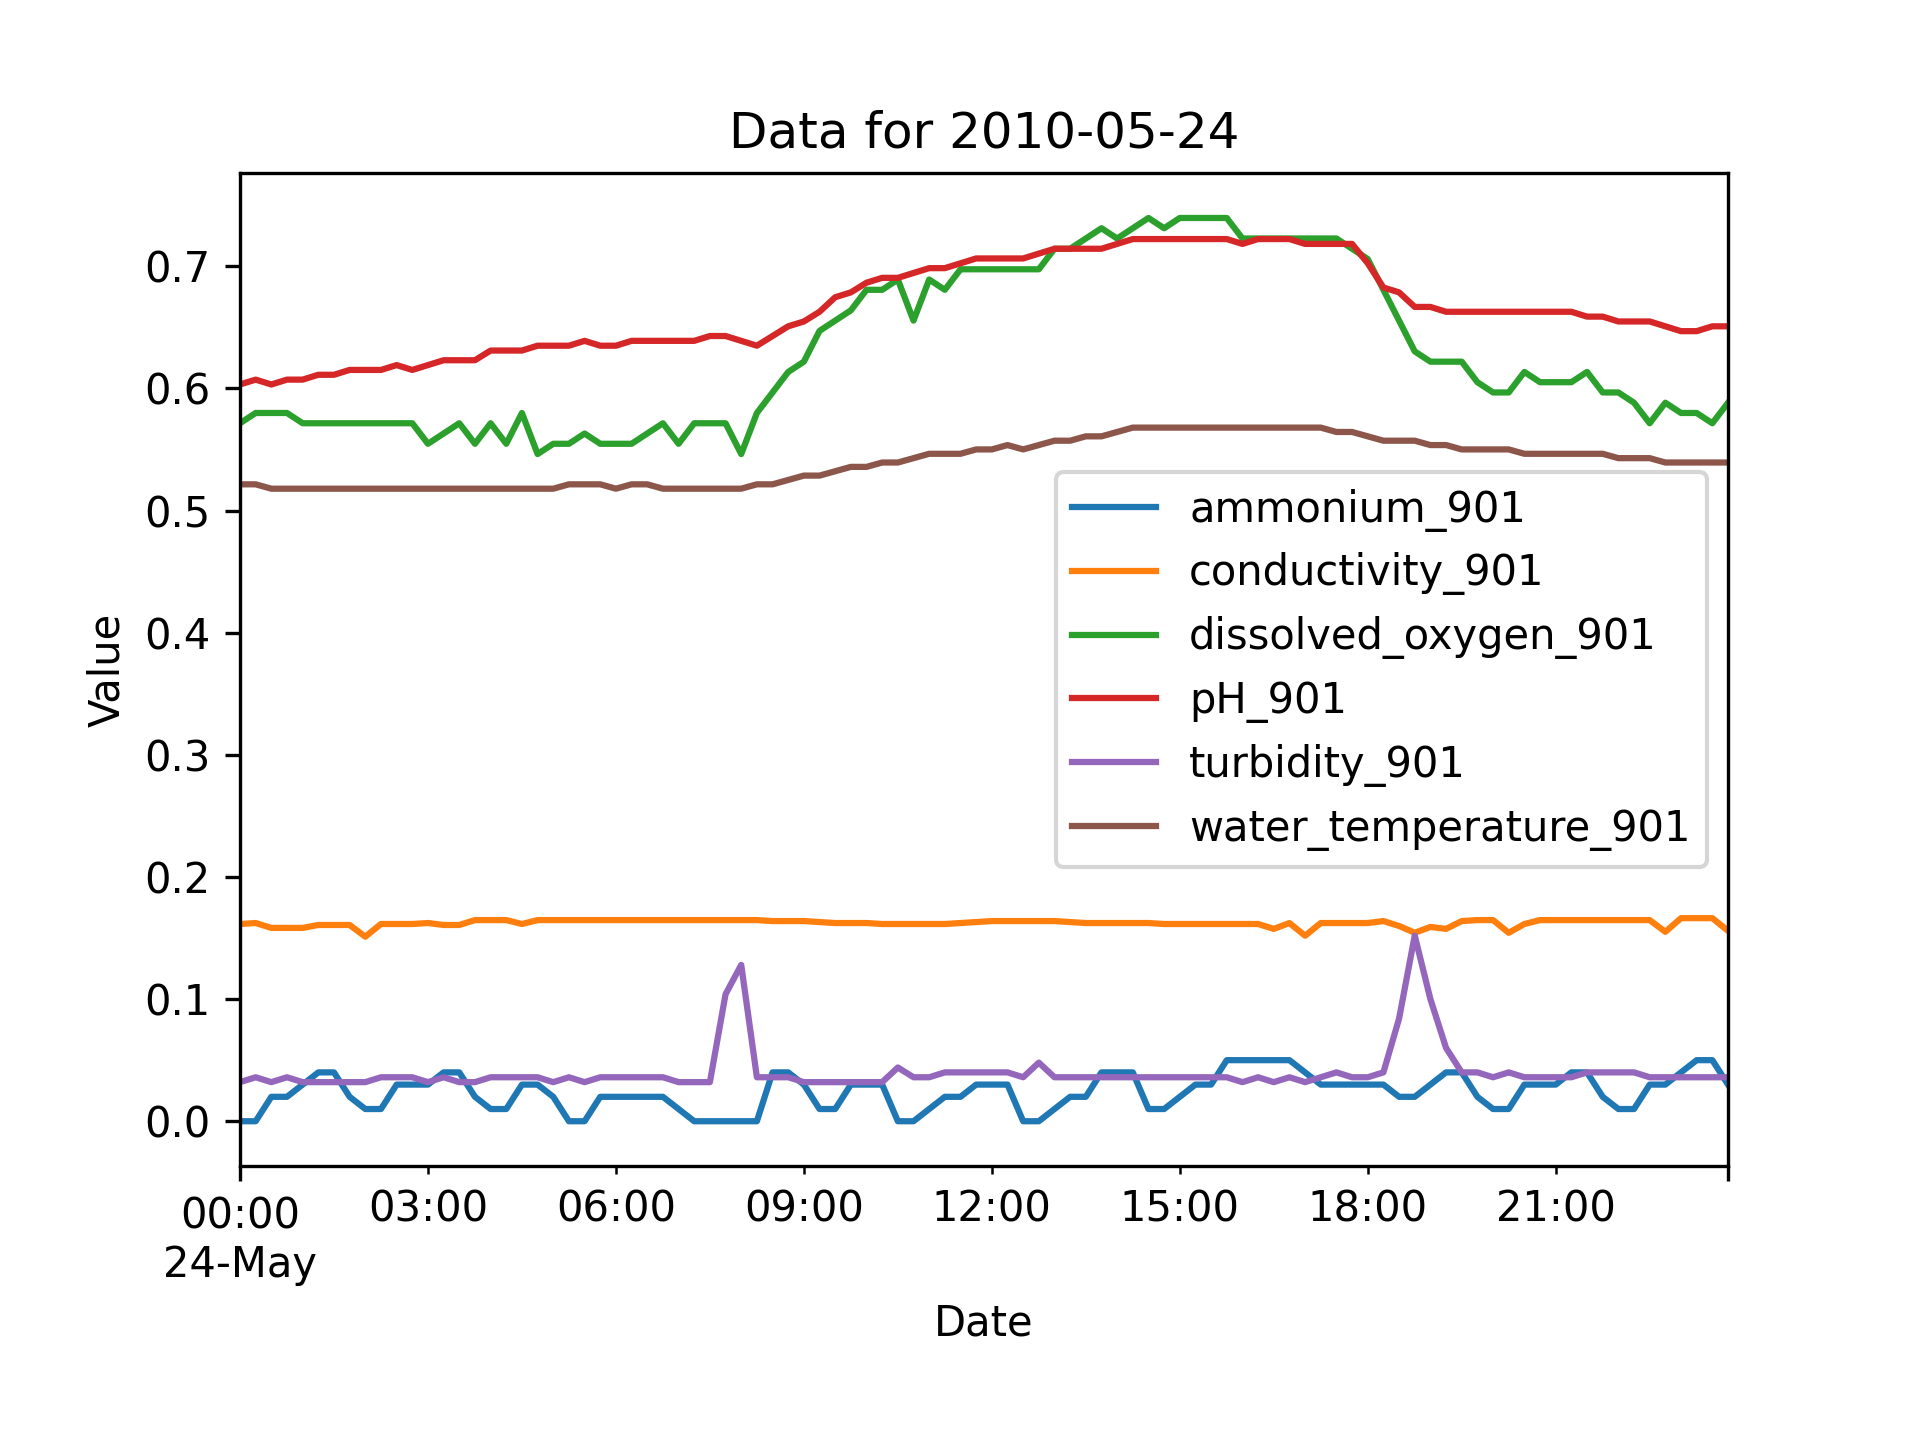 Data for 2010-05-24
Value
0.7
0.6
0.5
0.4
0.3
0.2
0.1
0.0
ammonium_901
conductivity_901
dissolved_oxygen_901
pH_901
turbidity_901
water_temperature_901
00:00 03:00 06:00 09:00 12:00 15:00 18:00 21:00
24-May
Date